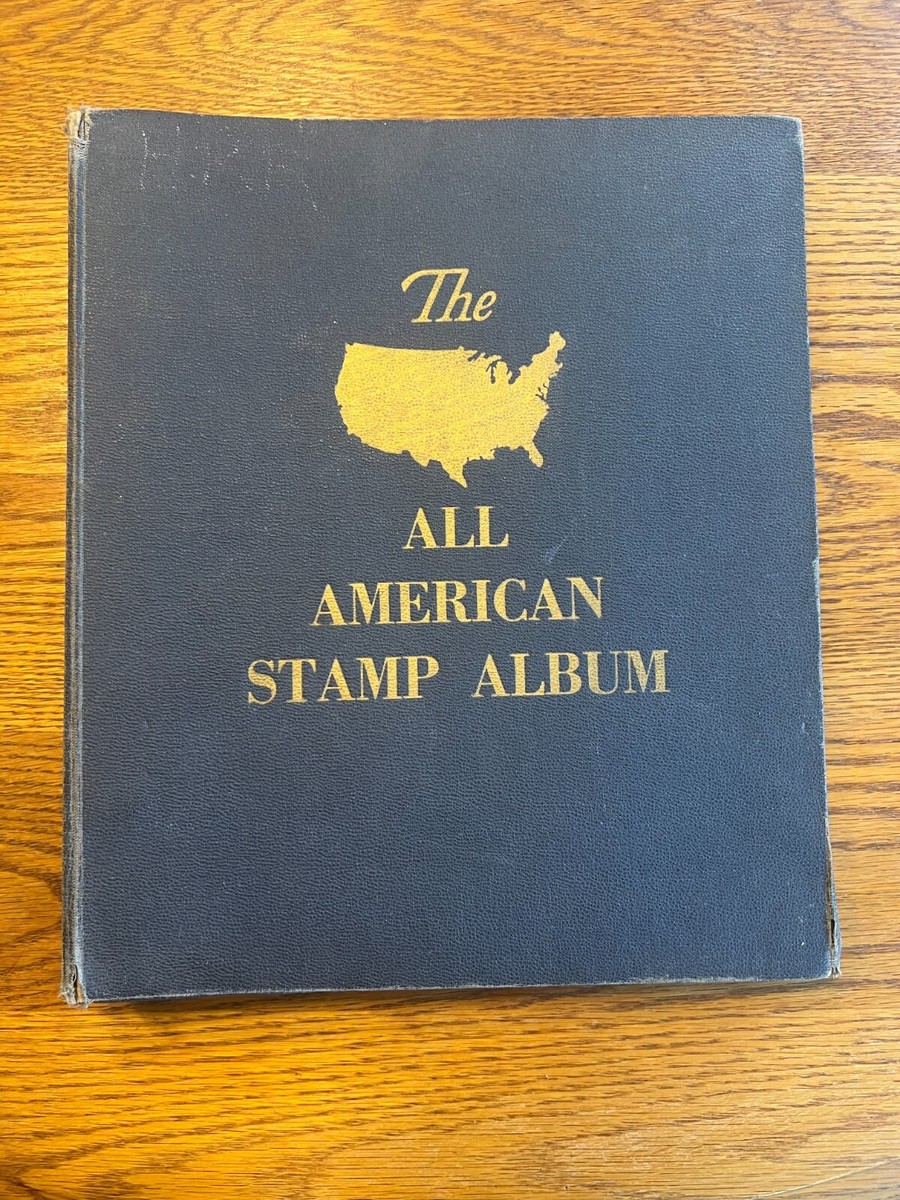 The
ALL
AMERICAN
STAMP ALBUM